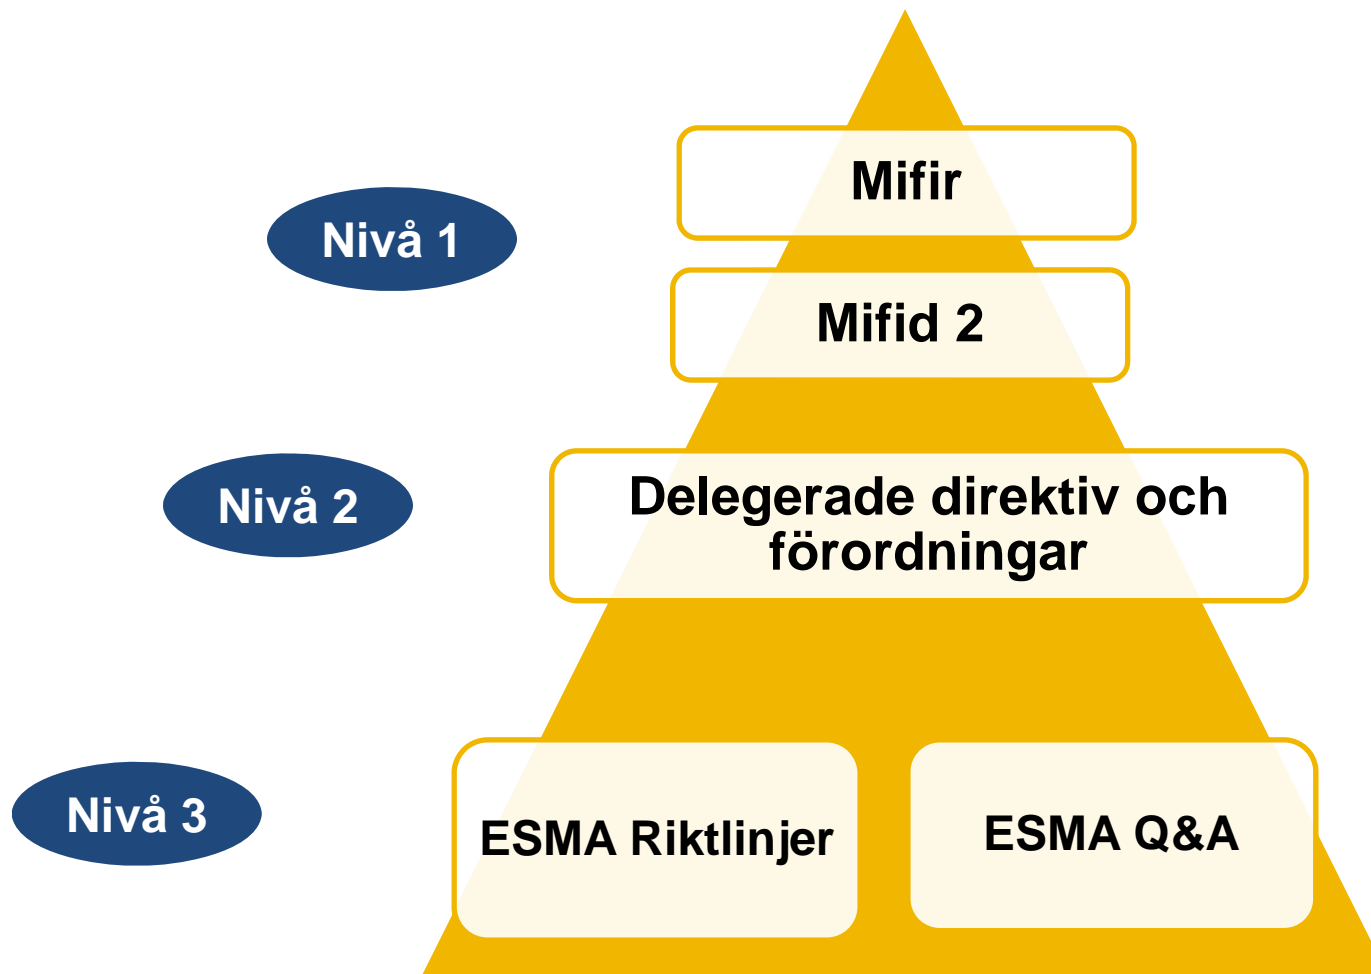 Mifir
Nivå 1
Mifid 2
Nivå 2
Delegerade direktiv och
förordningar
Nivå 3
ESMA Riktlinjer
ESMA Q&A